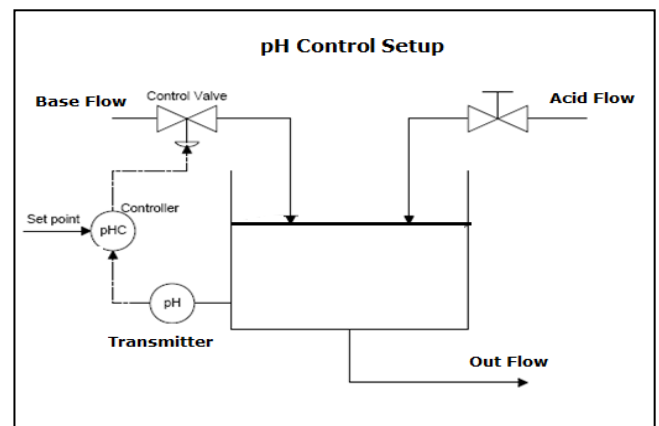 pH Control Setup
Base Flow
Control Valve
Acid Flow
Set point
Controller
pHC
pH
Transmitter
Out Flow